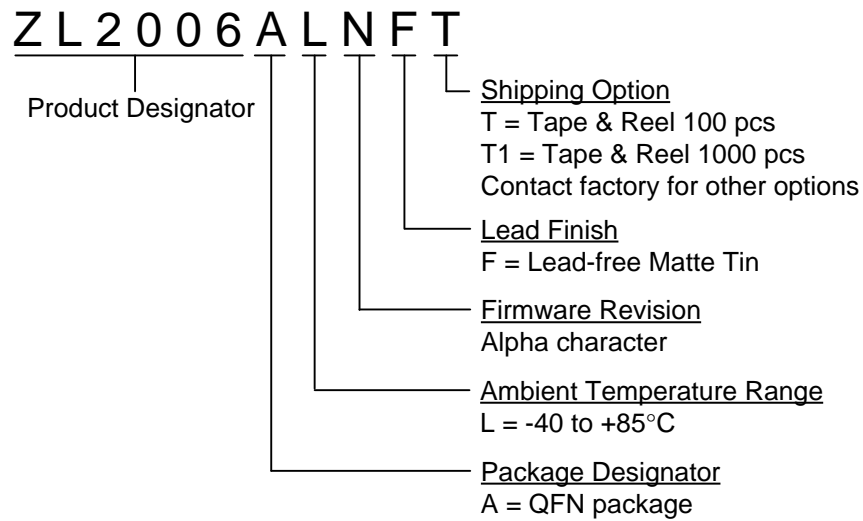 ZL2006ALNFT
Product Designator
Shipping Option
T = Tape & Reel 100 pcs
T1 = Tape & Reel 1000 pcs
Contact factory for other options
Lead Finish
F = Lead-free Matte Tin
Firmware Revision
Alpha character
Ambient Temperature Range
L = -40 to +85°C
Package Designator
A = QFN package